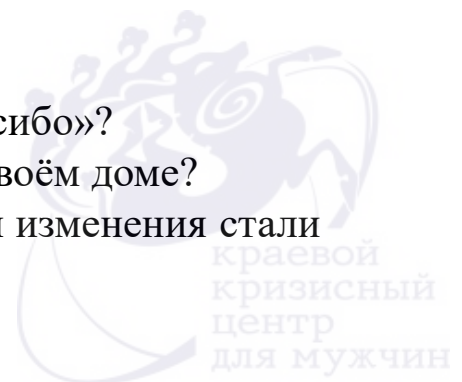 сибо»?
воём доме?
и изменения стали
краевой
кризисный
центр
для мужчин